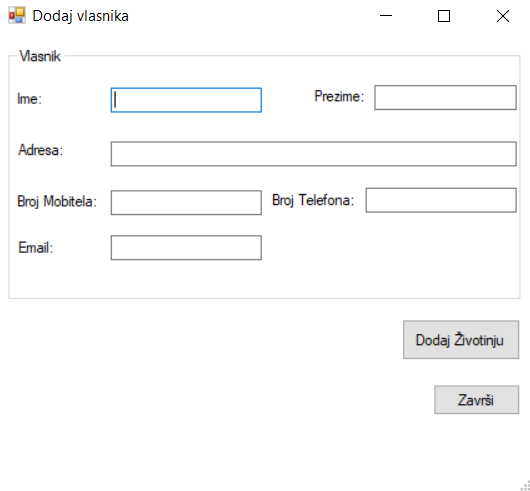 Dodaj vlasnika
Vlasnik
Ime:
Prezime:
Adresa:
Broj Mobitela:
Broj Telefona:
Email:
Dodaj Životinju
Završi